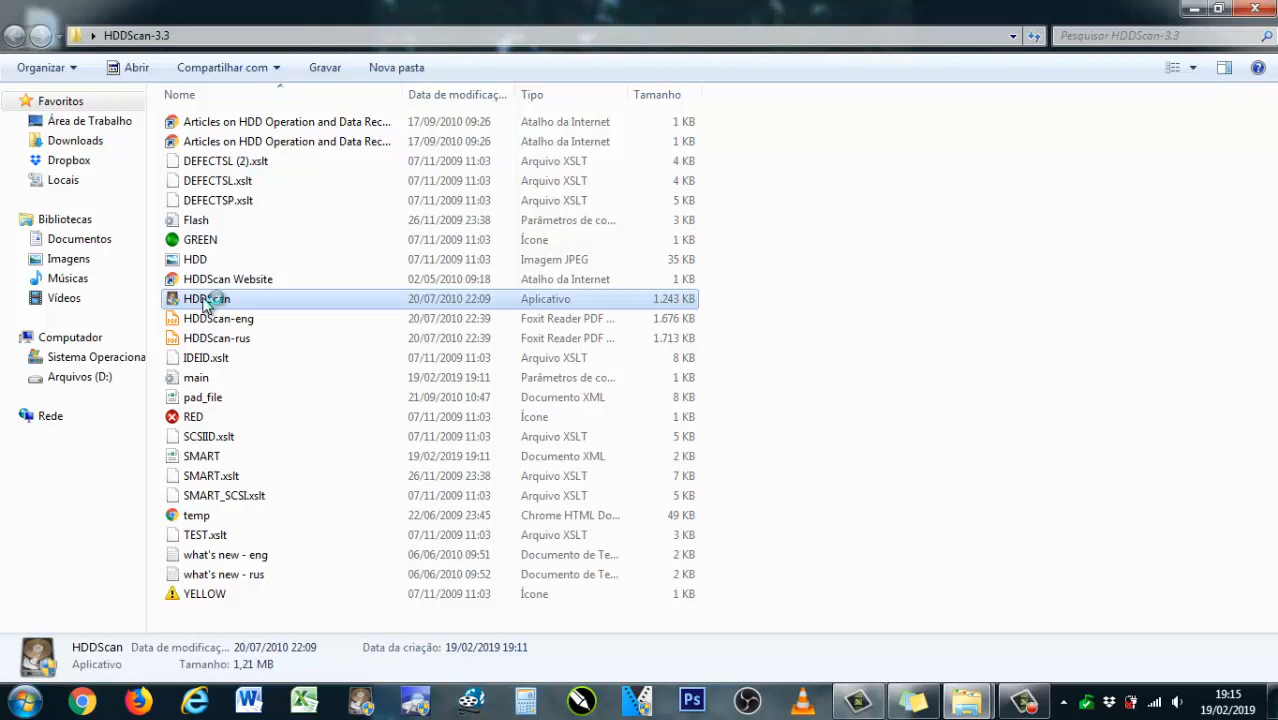 HDDScan-3.3
Pesquisar HDDScan-3.3
Organizar Abrir Compartilhar com Gravar Nova pasta
Nome Data de modificaç... Tipo Tamanho
Favoritos
Área de Trabalho
Downloads
Dropbox
Locais
Bibliotecas
Documentos
Imagens
Músicas
Vídeos
Computador
Sistema Operaciona
Arquivos (D:)
Rede
Articles on HDD Operation and Data Rec... 17/09/2010 09:26 Atalho da Internet 1 KB
Articles on HDD Operation and Data Rec... 17/09/2010 09:26 Atalho da Internet 1 KB
DEFECTSL (2).xslt 07/11/2009 11:03 Arquivo XSLT 4 KB
DEFECTSL.xslt 07/11/2009 11:03 Arquivo XSLT 4 KB
DEFECTSP.xslt 07/11/2009 11:03 Arquivo XSLT 5 KB
Flash 26/11/2009 23:38 Parâmetros de co... 3 KB
GREEN 07/11/2009 11:03 Ícone 1 KB
HDD 07/11/2009 11:03 Imagem JPEG 35 KB
HDDScan Website 02/05/2010 09:18 Atalho da Internet 1 KB
HDDScan 20/07/2010 22:09 Aplicativo 1.243 KB
HDDScan-eng 20/07/2010 22:39 Foxit Reader PDF ... 1.676 KB
HDDScan-rus 20/07/2010 22:39 Foxit Reader PDF ... 1.713 KB
IDEID.xslt 07/11/2009 11:03 Arquivo XSLT 8 KB
main 19/02/2019 19:11 Parâmetros de co... 1 KB
pad_file 21/09/2010 10:47 Documento XML 8 KB
RED 07/11/2009 11:03 Ícone 1 KB
SCSIID.xslt 07/11/2009 11:03 Arquivo XSLT 5 KB
SMART 19/02/2019 19:11 Documento XML 2 KB
SMART.xslt 26/11/2009 23:38 Arquivo XSLT 7 KB
SMART_SCSI.xslt 07/11/2009 11:03 Arquivo XSLT 5 KB
temp 22/06/2009 23:45 Chrome HTML Do... 49 KB
TEST.xslt 07/11/2009 11:03 Arquivo XSLT 5 KB
what's new - eng 06/06/2010 09:51 Documento de Te... 2 KB
what's new - rus 06/06/2010 09:52 Documento de Te... 2 KB
YELLOW 07/11/2009 11:03 Ícone 1 KB
HDDScan Data de modificaç... 20/07/2010 22:09 Data da criação: 19/02/2019 19:11
Aplicativo Tamanho: 1,21 MB
Ps
19:15
19/02/2019